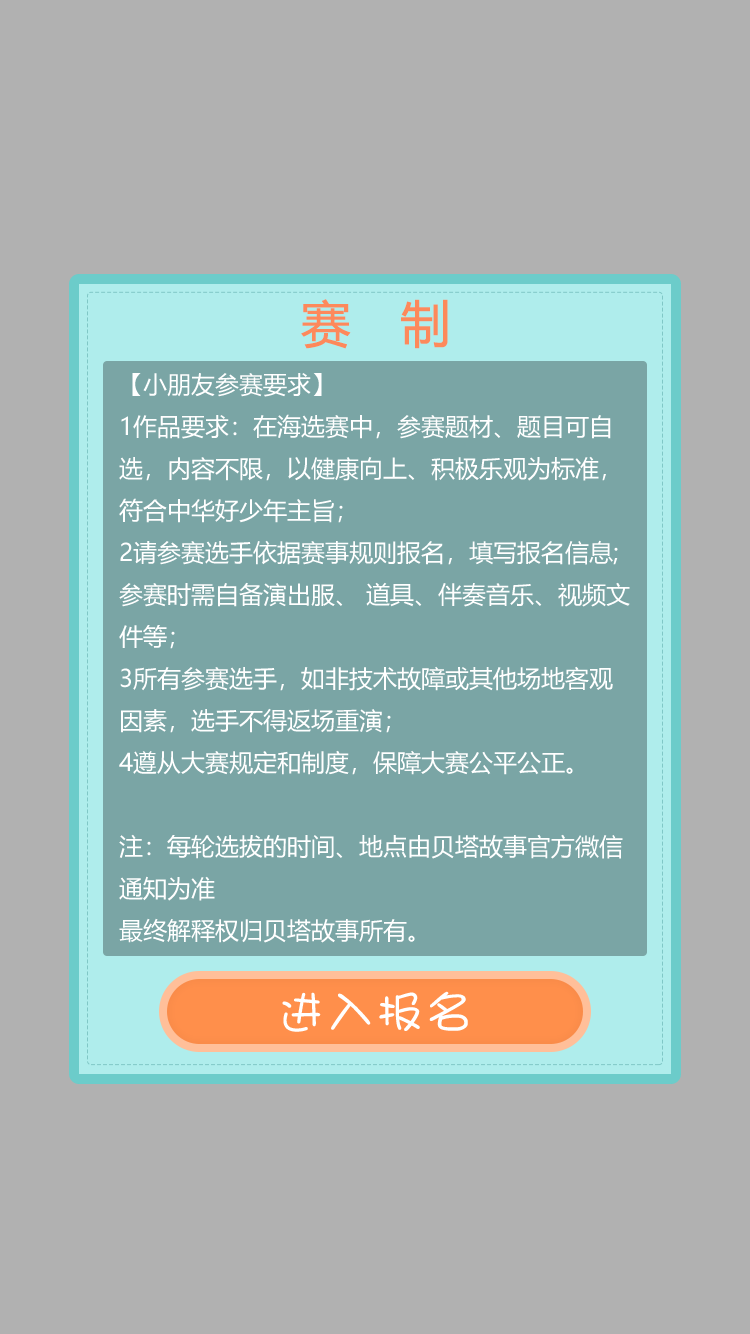 赛 制
【小朋友参赛要求】
1作品要求：在海选赛中，参赛题材、题目可自
选，内容不限，以健康向上、积极乐观为标准，
符合中华好少年主旨；
2请参赛选手依据赛事规则报名，填写报名信息;
参赛时需自备演出服、 道具、伴奏音乐、视频文
件等；
3所有参赛选手，如非技术故障或其他场地客观
因素，选手不得返场重演；
4遵从大赛规定和制度，保障大赛公平公正。
注：每轮选拔的时间、地点由贝塔故事官方微信
通知为准
最终解释权归贝塔故事所有。
进入报名